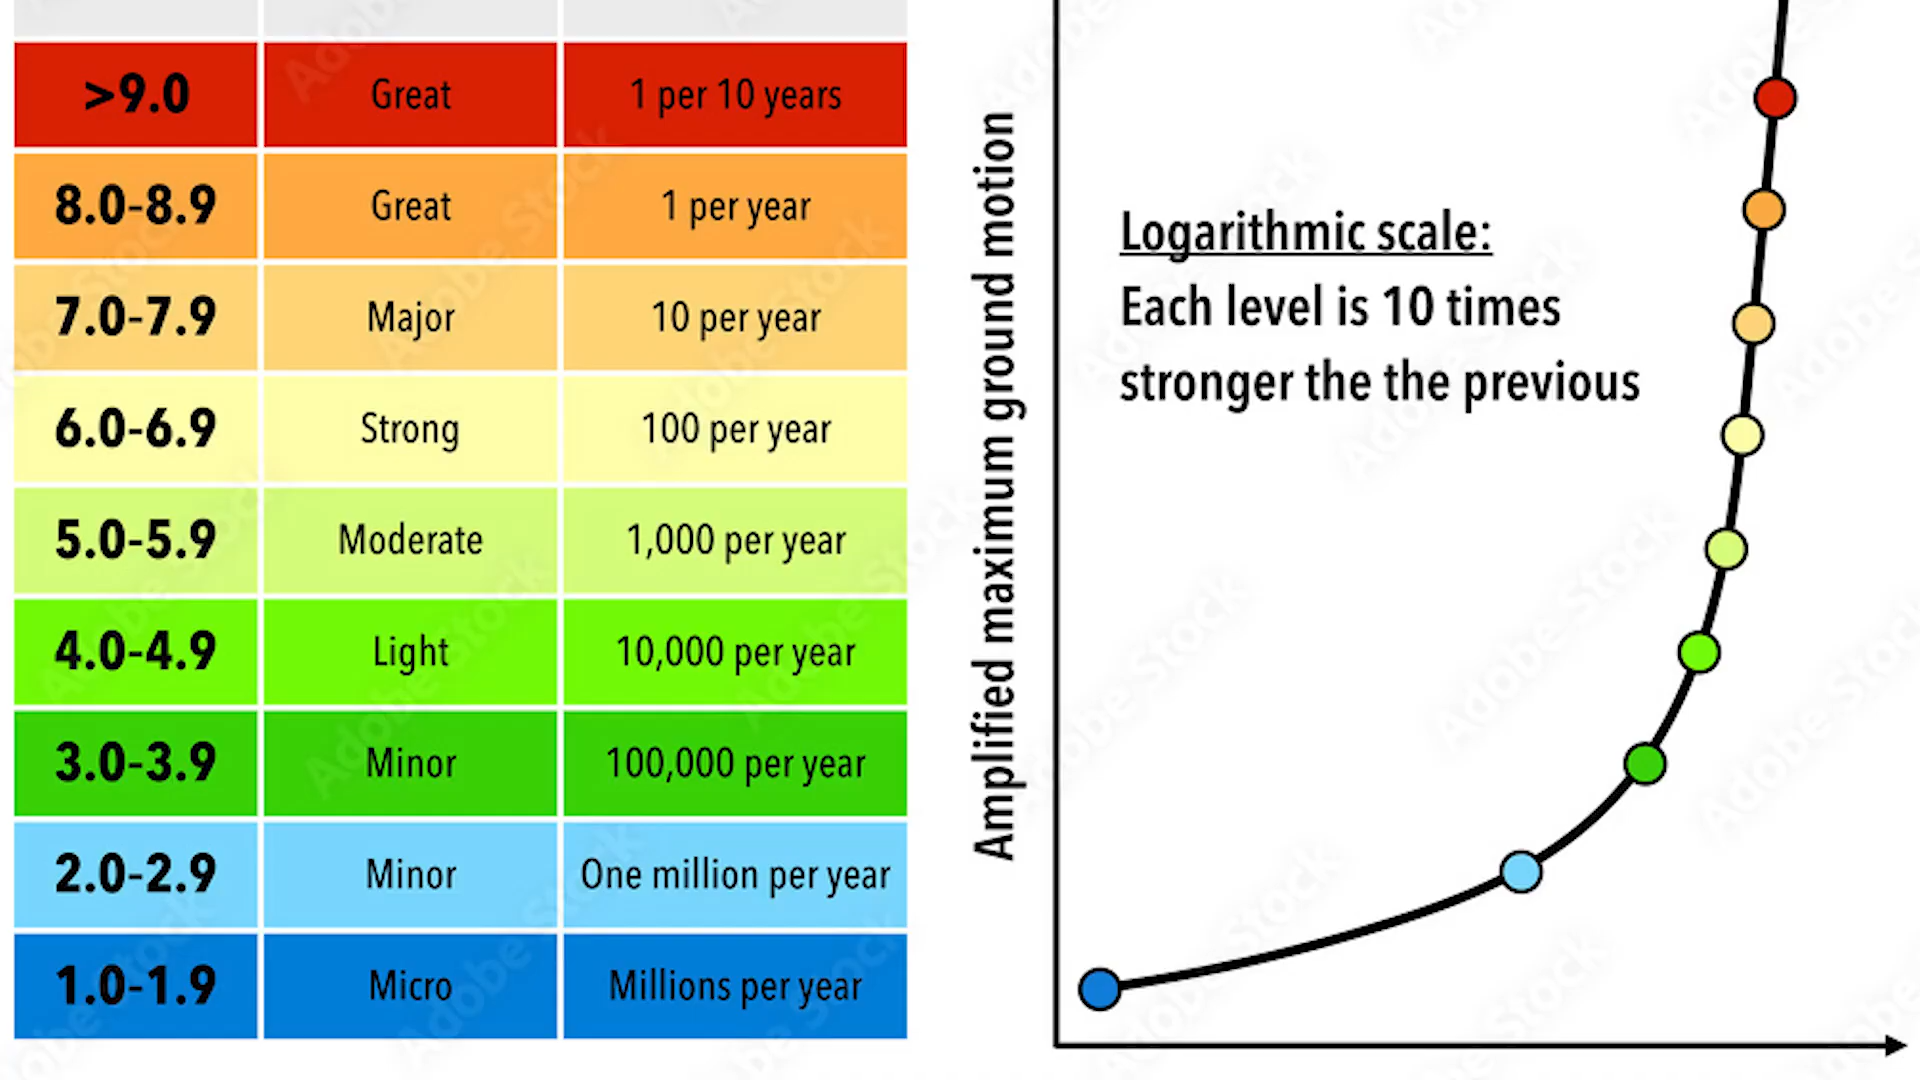 >9.0 Great 1 per 10 years
8.0-8.9 Great 1 per year
7.0-7.9 Major 10 per year
6.0-6.9 Strong 100 per year
5.0-5.9 Moderate 1,000 per year
4.0-4.9 Light 10,000 per year
3.0-3.9 Minor 100,000 per year
2.0-2.9 Minor One million per year
1.0-1.9 Micro Millions per year
Amplified maximum ground motion
Logarithmic scale:
Each level is 10 times
stronger the the previous
Adobe Stock